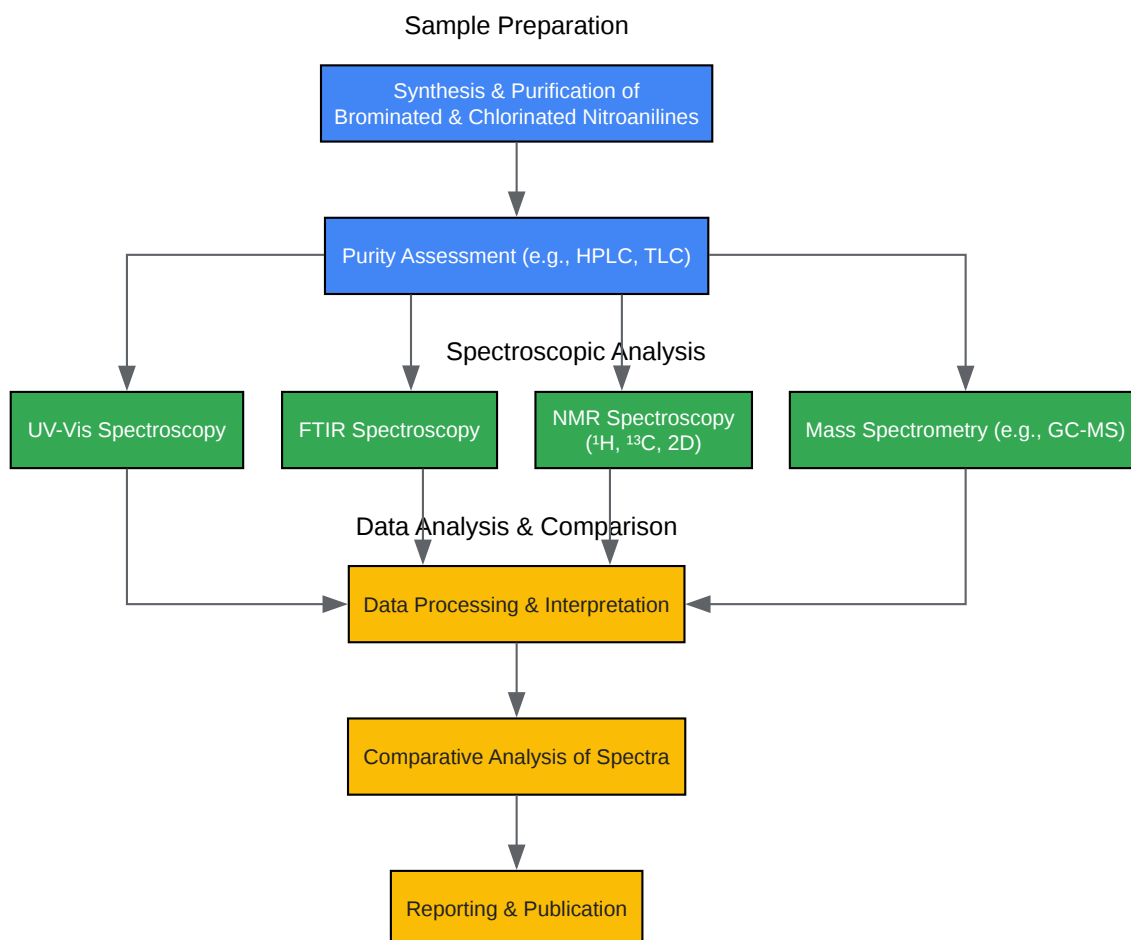 Sample Preparation
Synthesis & Purification of
Brominated & Chlorinated Nitroanilines
Purity Assessment (e.g., HPLC, TLC)
Spectroscopic Analysis
UV-Vis Spectroscopy
FTIR Spectroscopy
NMR Spectroscopy
(¹H, ¹³C, 2D)
Mass Spectrometry (e.g., GC-MS)
Data Analysis & Comparison
Data Processing & Interpretation
Comparative Analysis of Spectra
Reporting & Publication